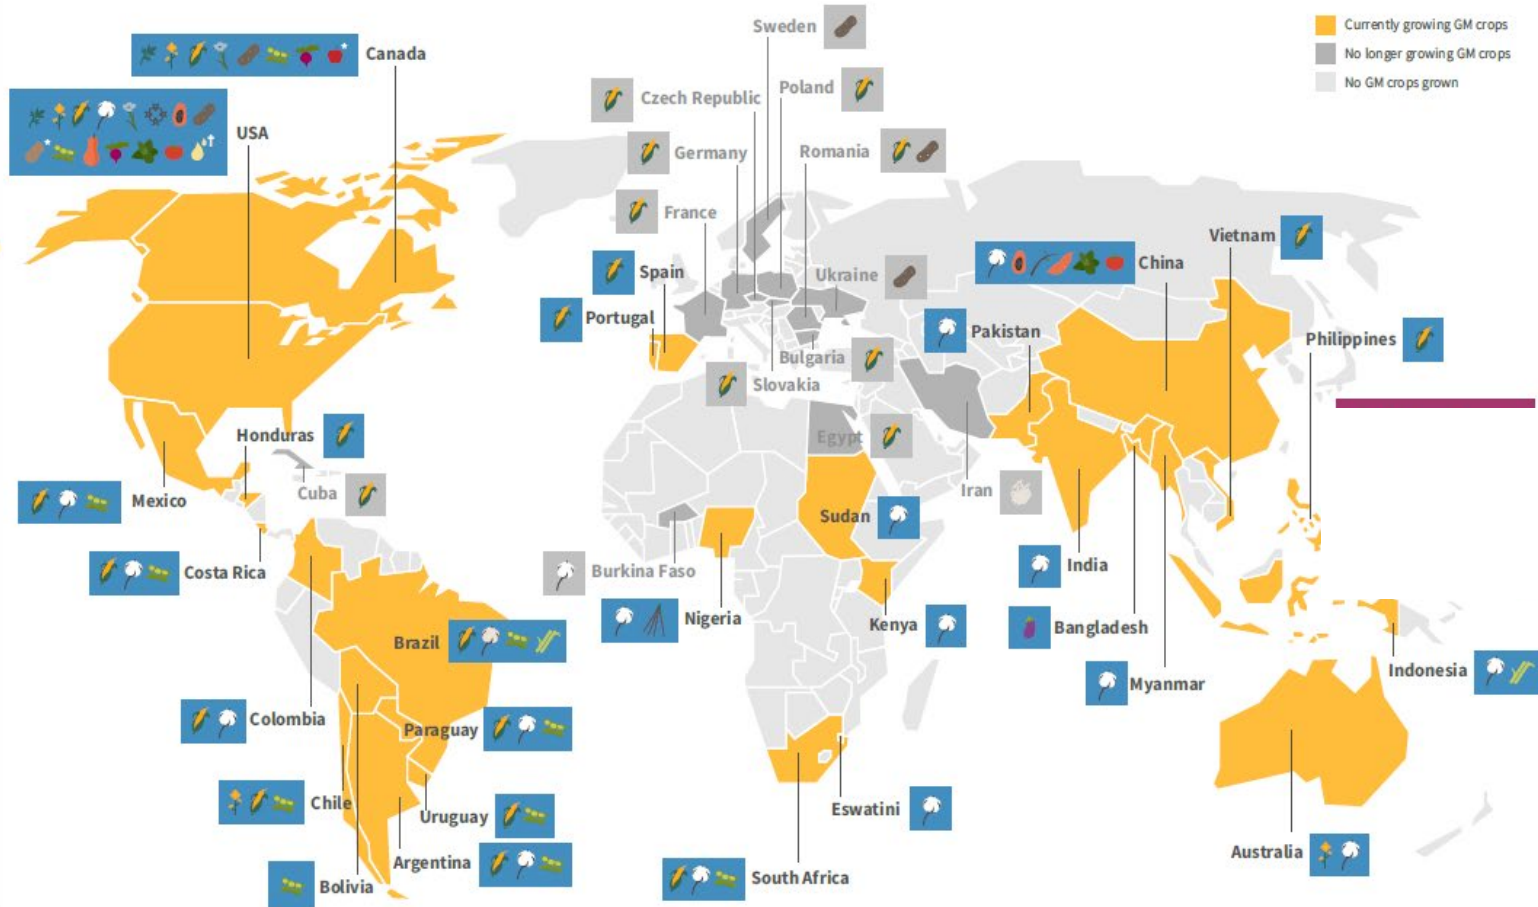 Sweden
Currently growing GM crops
No longer growing GM crops
No GM crops grown
Canada
Czech Republic
Poland
USA
Germany
Romania
France
Vietnam
Spain
Ukraine
China
Portugal
Pakistan
Philippines
Bulgaria
Slovakia
Honduras
Egypt
Cuba
Iran
Mexico
Sudan
Costa Rica
Burkina Faso
India
Nigeria
Kenya
Bangladesh
Brazil
Indonesia
Myanmar
Colombia
Paraguay
Chile
Uruguay
Eswatini
Australia
Argentina
South Africa
Bolivia